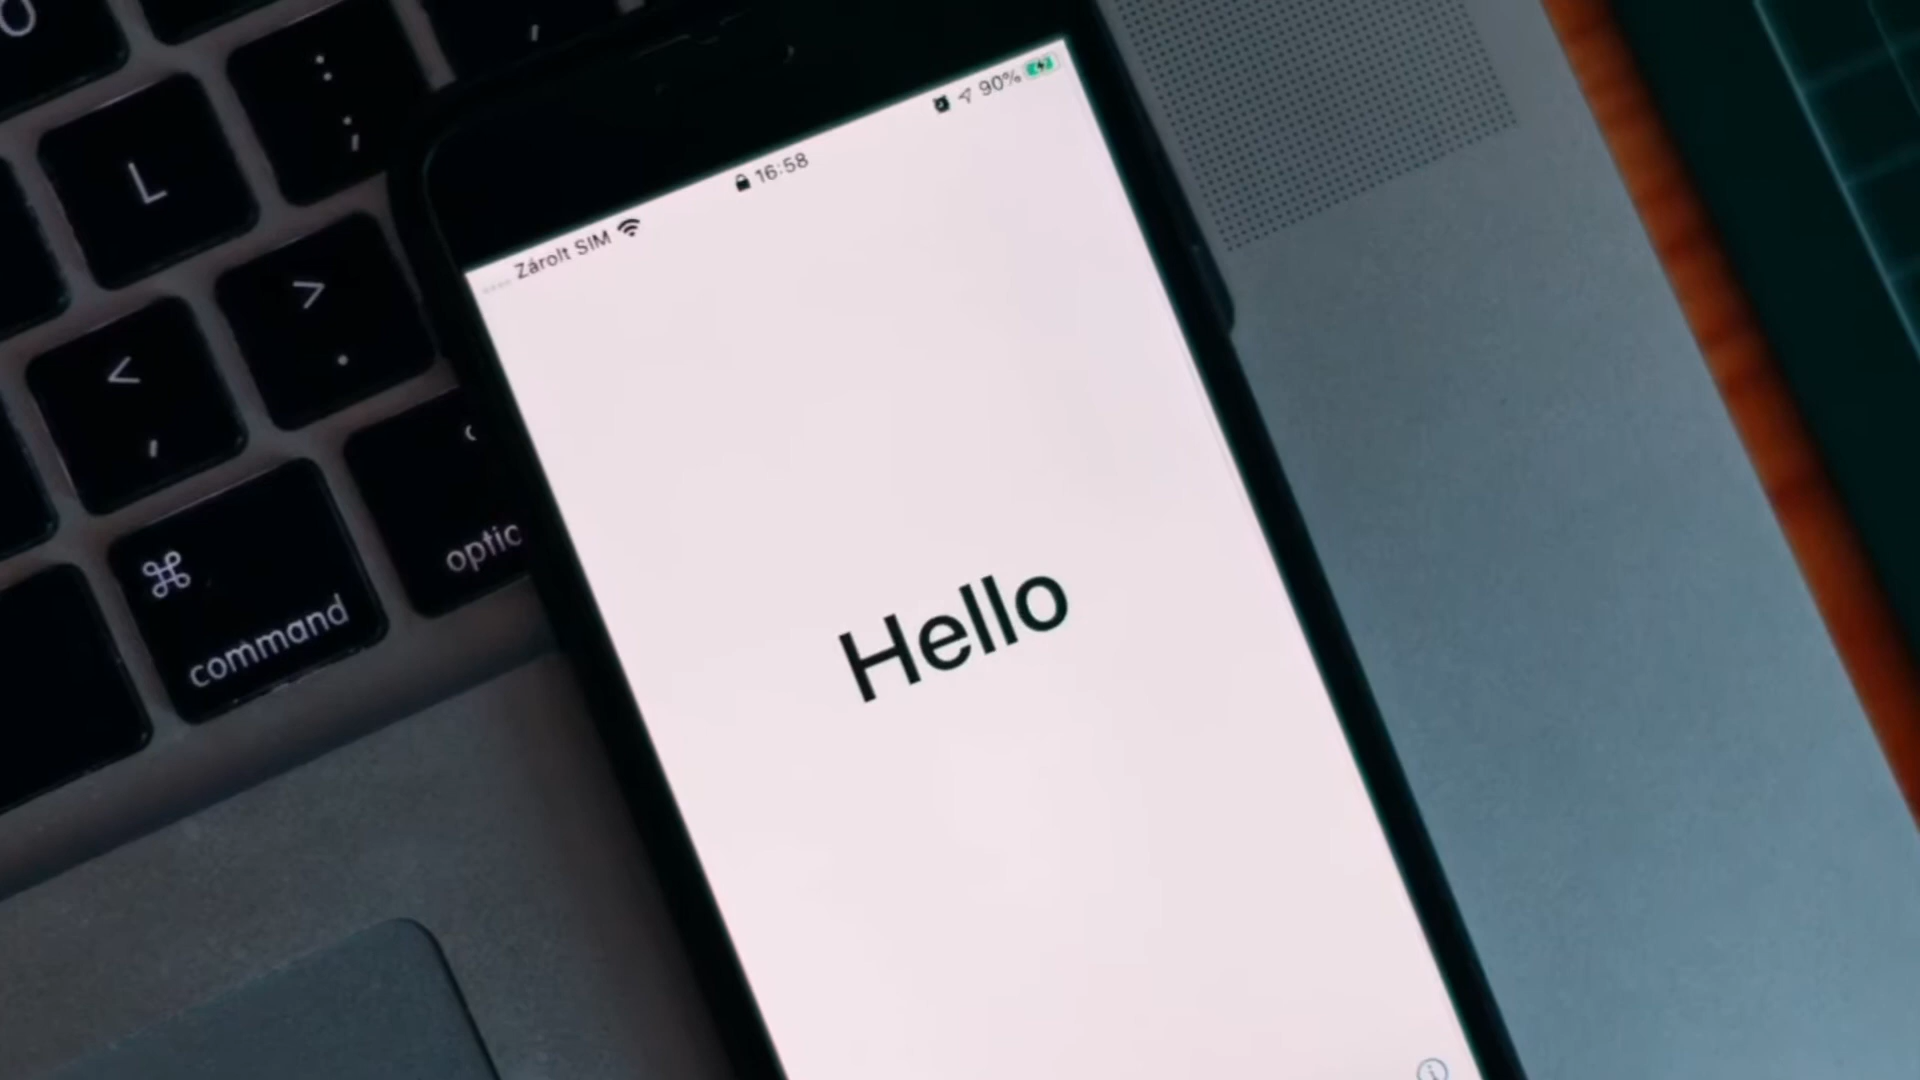 L
:
;
>
.
<
,
⌘
command
optic
Zárolt SIM
16:58
90%
Hello